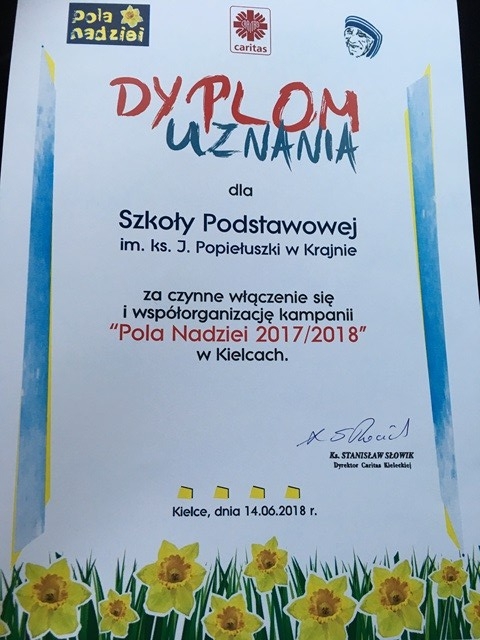 pola
nadziei
caritas
DYPLOM
UZNANIA
dla
Szkoły Podstawowej
im. ks. J. Popiełuszki w Krajnie
za czynne włączenie się
i współorganizację kampanii
"Pola Nadziei 2017/2018"
w Kielcach.
Ks. STANISŁAW SŁOWIK
Dyrektor Caritas Kieleckiej
Kielce, dnia 14.06.2018 r.